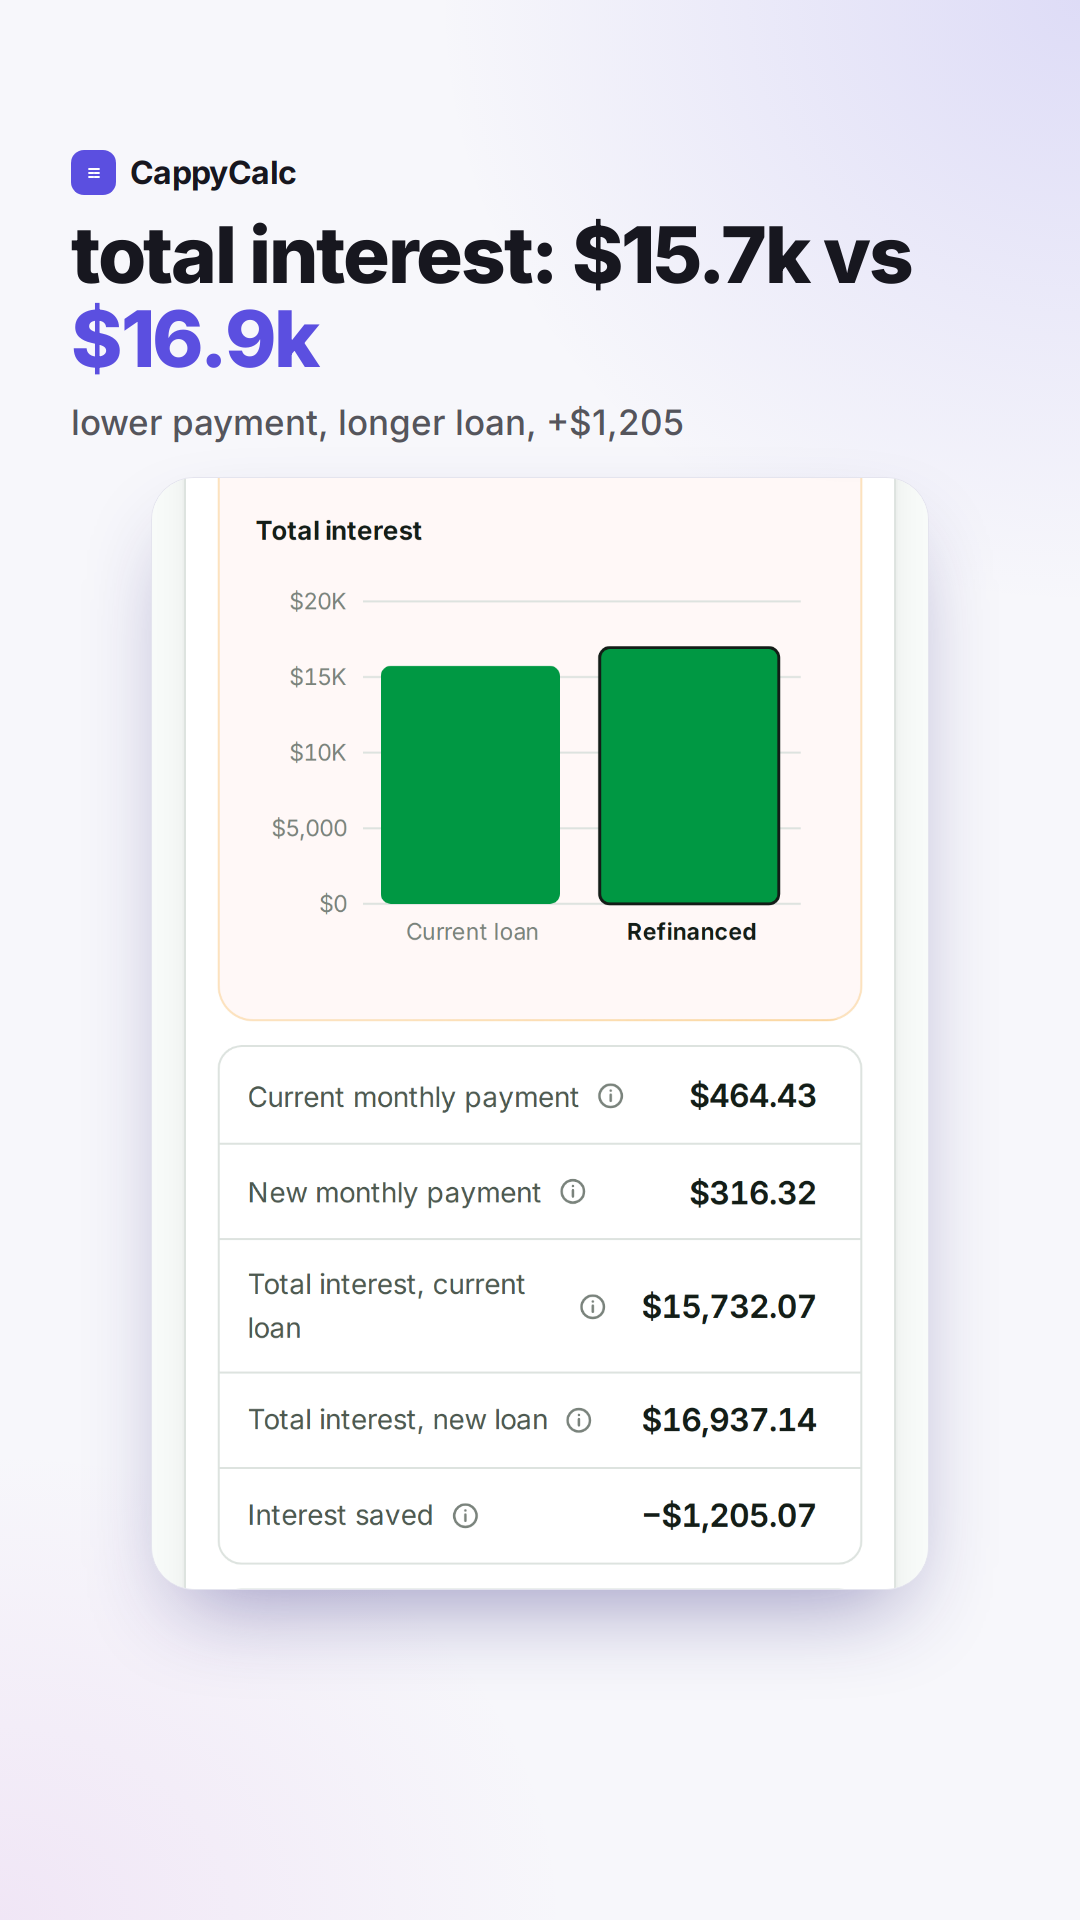 CappyCalc
total interest: $15.7k vs
$16.9k
lower payment, longer loan, +$1,205
Total interest
$20K
$15K
$10K
$5,000
$0
Current loan
Refinanced
Current monthly payment $464.43
New monthly payment $316.32
Total interest, current
loan
$15,732.07
Total interest, new loan $16,937.14
Interest saved −$1,205.07